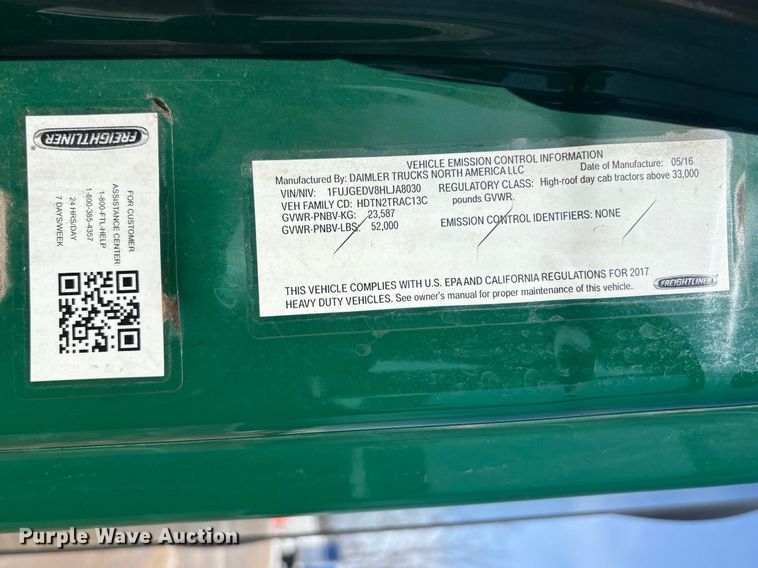 FREIGHTLINER
FOR CUSTOMER
ASSISTANCE CENTER:
1-800-FTL-HELP
1-800-385-4357
24 HRS/DAY
7 DAYS/WEEK
VEHICLE EMISSION CONTROL INFORMATION
Manufactured By: DAIMLER TRUCKS NORTH AMERICA LLC Date of Manufacture: 05/16
VIN/NIV: 1FUJGEDV8HLJA8030 REGULATORY CLASS: High-roof day cab tractors above 33,000
VEH FAMILY CD: HDTN2TRAC13C pounds GVWR.
GVWR-PNBV-KG: 23,587
GVWR-PNBV-LBS: 52,000 EMISSION CONTROL IDENTIFIERS: NONE
THIS VEHICLE COMPLIES WITH U.S. EPA AND CALIFORNIA REGULATIONS FOR 2017
HEAVY DUTY VEHICLES. See owner's manual for proper maintenance of this vehicle.
FREIGHTLINER
Purple Wave Auction